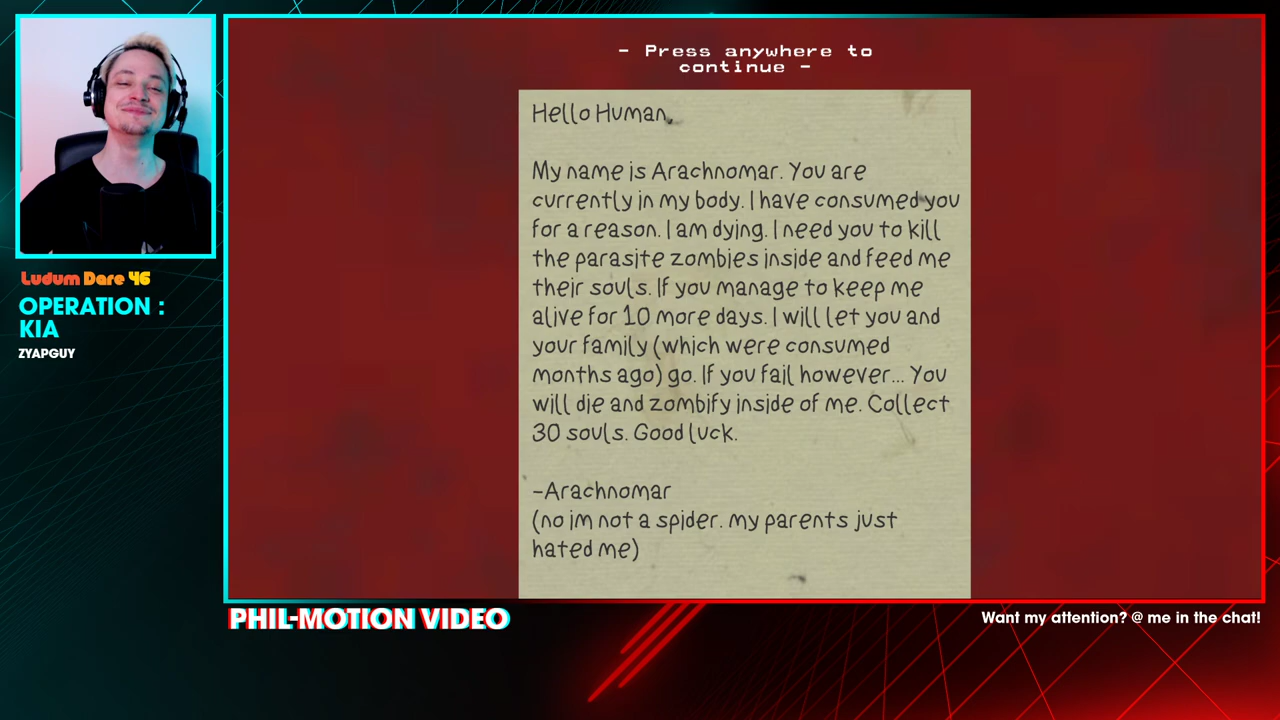 - Press anywhere to
continue -
Hello Human,
My name is Arachnomar. You are
currently in my body. I have consumed you
for a reason. I am dying. I need you to kill
the parasite zombies inside and feed me
their souls. If you manage to keep me
alive for 10 more days. I will let you and
your family (which were consumed
months ago) go. If you fail however... You
will die and zombify inside of me. Collect
30 souls. Good luck.
-Arachnomar
(no im not a spider. my parents just
hated me)
Ludum Dare 46
OPERATION :
KIA
ZYAPGUY
PHIL-MOTION VIDEO
Want my attention? @ me in the chat!